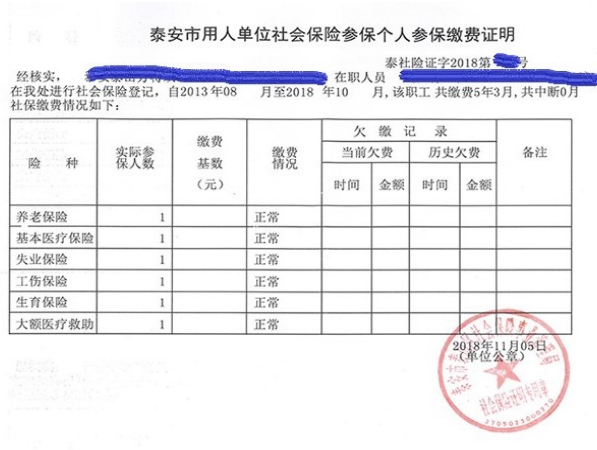 泰安市用人单位社会保险参保个人参保缴费证明
泰社险证字2018第 号
经核实， 在职人员
在我处进行社会保险登记，自2013年08 月至2018 年10 月，该职工 共缴费5年3月，共中断0月
社保缴费情况如下：
险 种 实际参保人数 缴费基数（元） 缴费情况 欠 缴 记 录 备注
当前欠费 历史欠费
时间 金额 时间 金额
养老保险 1 正常
基本医疗保险 1 正常
失业保险 1 正常
工伤保险 1 正常
生育保险 1 正常
大额医疗救助 1 正常
2018年11月05日
（单位公章）